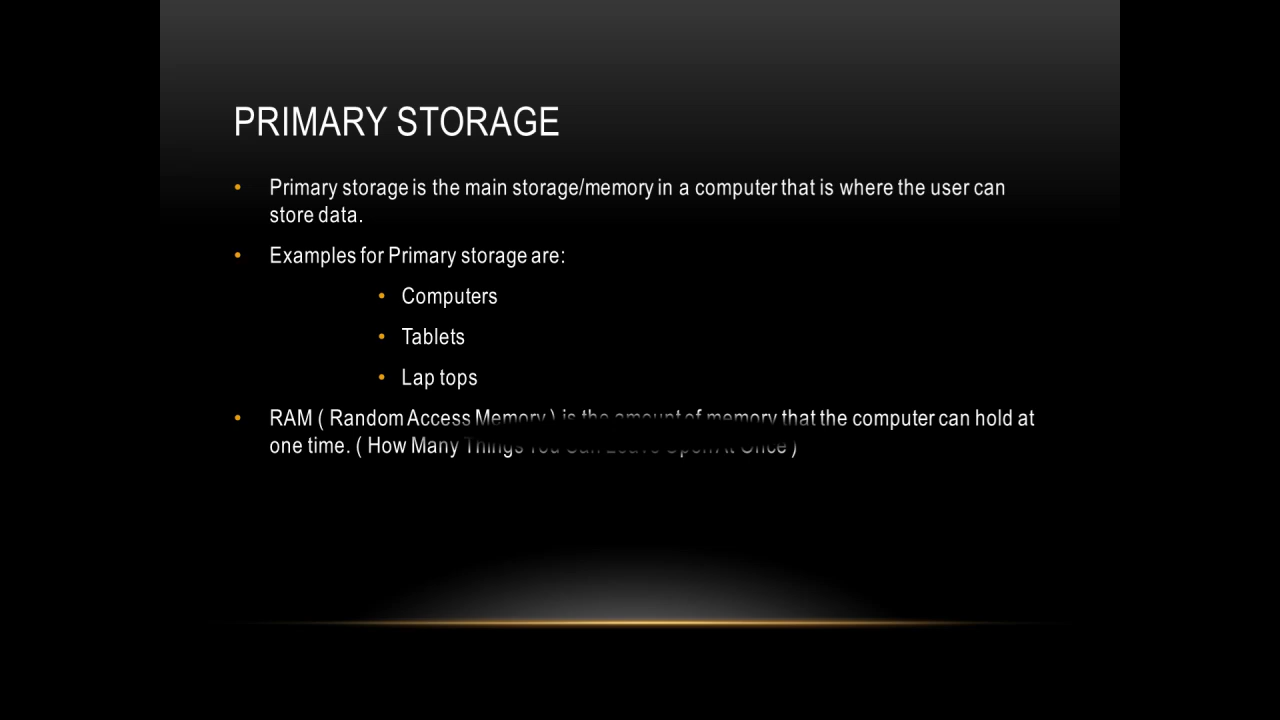 PRIMARY STORAGE
• Primary storage is the main storage/memory in a computer that is where the user can
store data.
• Examples for Primary storage are:
• Computers
• Tablets
• Lap tops
• RAM ( Random Access Memory ) is the amount of memory that the computer can hold at
one time. ( How Many Things You Can Leave Open At Once )